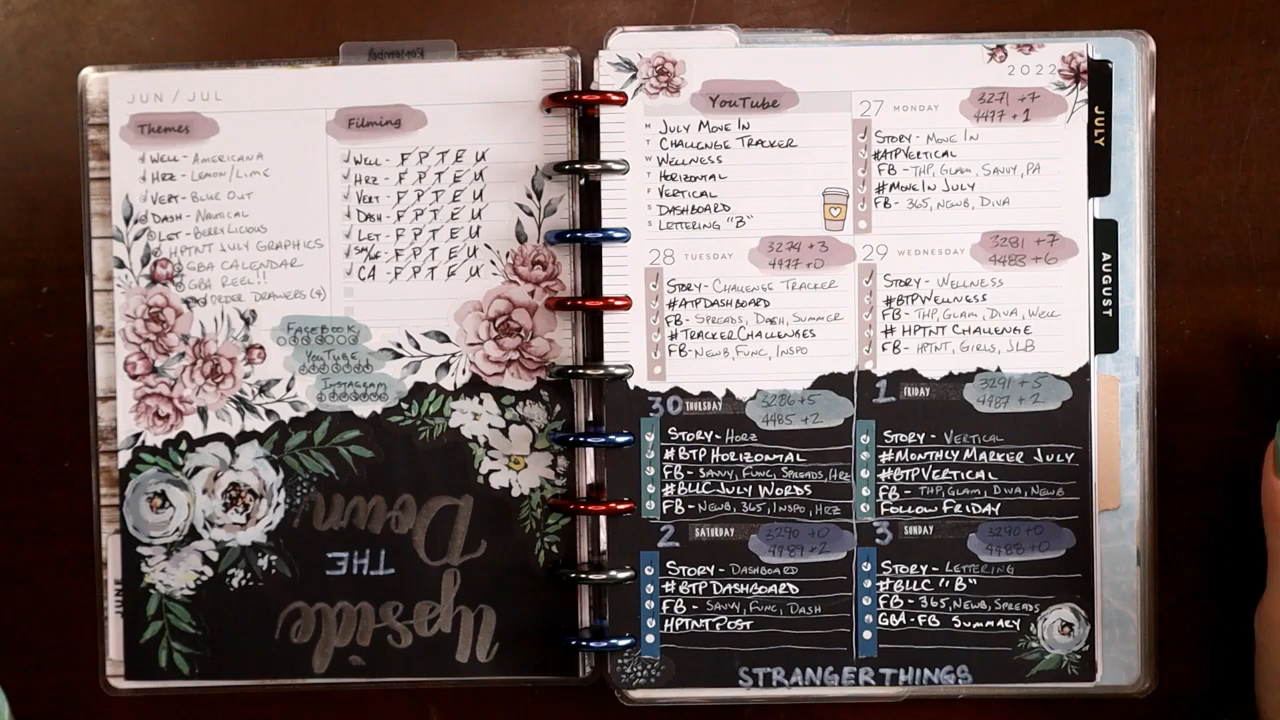 JUN / JUL
Themes
WELL - AMERICANA
HRZ - LEMON/LIME
VERT - BLUE OUT
DASH - NAUTICAL
LET - BERRYLICIOUS
HPTNT JULY GRAPHICS
GBA CALENDAR
GBA REEL!!
ORDER DRAWERS (4)
Filming
WELL - F P T E U
HRZ - F P T E U
VERT - F P T E U
DASH - F P T E U
LET - F P T E U
F P T E U
CA - F P T E U
FACEBOOK
YOUTUBE
INSTAGRAM
Upside
THE
Down
2022
YouTube
M JULY MOVE IN
T CHALLENGE TRACKER
W WELLNESS
T HORIZONTAL
F VERTICAL
S DASHBOARD
S LETTERING "B"
27 MONDAY
3271 +7
4477 +1
STORY - MOVE IN
#ATPVERTICAL
FB - THP, GLAM, SAVVY, PA
#MOVEIN JULY
FB - 365, NEWB, DIVA
28 TUESDAY
3274 +3
4477 +0
STORY - CHALLENGE TRACKER
#ATPDASHBOARD
FB - SPREADS, DASH, SUMMER
#TRACKERCHALLENGES
FB - NEWB, FUNC, INSPO
29 WEDNESDAY
3281 +7
4483 +6
STORY - WELLNESS
#BTPWELLNESS
FB - THP, GLAM, DIVA, WELL
#HPTNT CHALLENGE
FB - HPTNT, GIRLS, JLB
30 THURSDAY
3286 +5
4485 +2
STORY - HORZ
#BTP HORIZONTAL
FB - SAVVY, FUNC, SPREADS, HRZ
#BLLC JULY WORDS
FB - NEWB, 365, INSPO, HRZ
1 FRIDAY
3291 +5
4487 +2
STORY - VERTICAL
#MONTHLY MARKER JULY
#BTPVERTICAL
FB - THP, GLAM, DIVA, NEWB
FOLLOW FRIDAY
2 SATURDAY
3290 +0
4489 +2
STORY - DASHBOARD
#BTP DASHBOARD
FB - SAVVY, FUNC, DASH
HPTNT POST
3 SUNDAY
3290 +0
4488 +0
STORY - LETTERING
#BLLC "B"
FB - 365, NEWB, SPREADS
GBA - FB SUMMARY
STRANGER THINGS
JULY
AUGUST